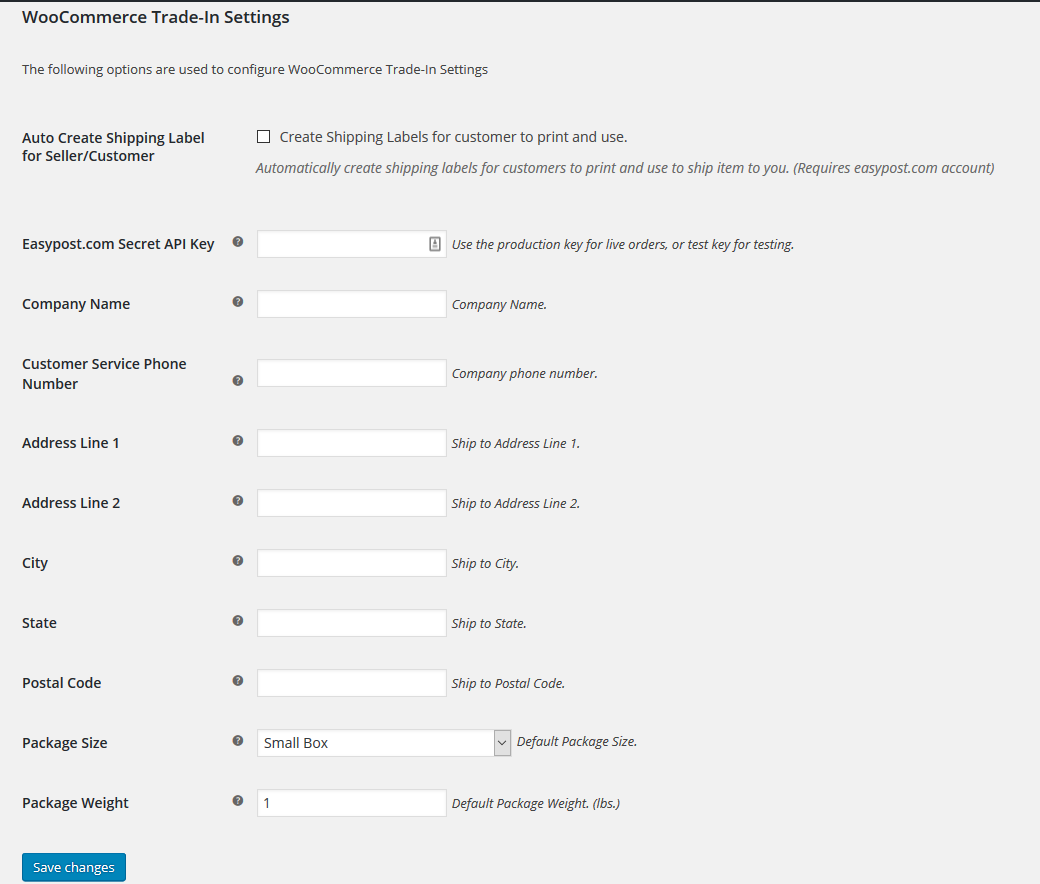 WooCommerce Trade-In Settings
The following options are used to configure WooCommerce Trade-In Settings
Auto Create Shipping Label
for Seller/Customer
Create Shipping Labels for customer to print and use.
Automatically create shipping labels for customers to print and use to ship item to you. (Requires easypost.com account)
Easypost.com Secret API Key ? Use the production key for live orders, or test key for testing.
Company Name ? Company Name.
Customer Service Phone
Number ? Company phone number.
Address Line 1 ? Ship to Address Line 1.
Address Line 2 ? Ship to Address Line 2.
City ? Ship to City.
State ? Ship to State.
Postal Code ? Ship to Postal Code.
Package Size ? Small Box Default Package Size.
Package Weight ? 1 Default Package Weight. (lbs.)
Save changes